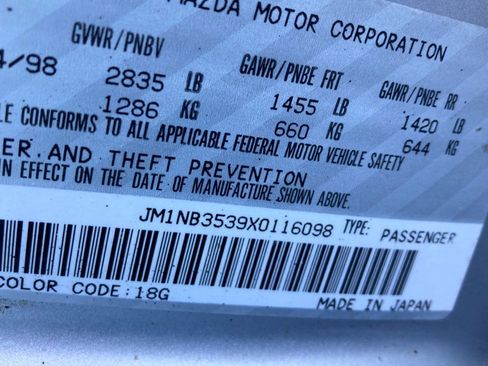 MAZDA MOTOR CORPORATION
GVWR/PNBV GAWR/PNBE FRT GAWR/PNBE RR
4/98 2835 LB 1455 LB 1420 LB
1286 KG 660 KG 644 KG
CONFORMS TO ALL APPLICABLE FEDERAL MOTOR VEHICLE SAFETY
AND THEFT PREVENTION
IN EFFECT ON THE DATE OF MANUFACTURE SHOWN ABOVE.
JM1NB3539X0116098 TYPE: PASSENGER
COLOR CODE:18G MADE IN JAPAN